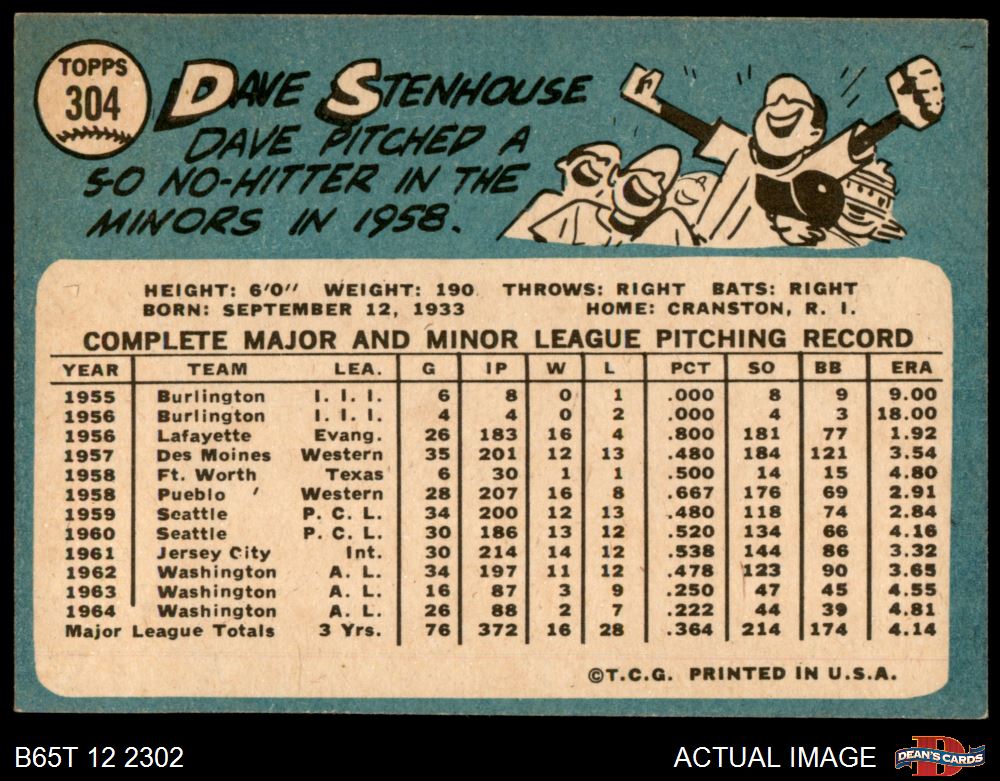 TOPPS
304
DAVE STENHOUSE
DAVE PITCHED A
5-0 NO-HITTER IN THE
MINORS IN 1958.
HEIGHT: 6'0" WEIGHT: 190 THROWS: RIGHT BATS: RIGHT
BORN: SEPTEMBER 12, 1933 HOME: CRANSTON, R. I.
COMPLETE MAJOR AND MINOR LEAGUE PITCHING RECORD
YEAR TEAM LEA. G IP W L PCT SO BB ERA
1955 Burlington I. I. I. 6 8 0 1 .000 8 9 9.00
1956 Burlington I. I. I. 4 4 0 2 .000 4 3 18.00
1956 Lafayette Evang. 26 183 16 4 .800 181 77 1.92
1957 Des Moines Western 35 201 12 13 .480 184 121 3.54
1958 Ft. Worth Texas 6 30 1 1 .500 14 15 4.80
1958 Pueblo Western 28 207 16 8 .667 176 69 2.91
1959 Seattle P. C. L. 34 200 12 13 .480 118 74 2.84
1960 Seattle P. C. L. 30 186 13 12 .520 134 66 4.16
1961 Jersey City Int. 30 214 14 12 .538 144 86 3.32
1962 Washington A. L. 34 197 11 12 .478 123 90 3.65
1963 Washington A. L. 16 87 3 9 .250 47 45 4.55
1964 Washington A. L. 26 88 2 7 .222 44 39 4.81
Major League Totals 3 Yrs. 76 372 16 28 .364 214 174 4.14
©T.C.G. PRINTED IN U.S.A.
B65T 12 2302 ACTUAL IMAGE D DEAN'S CARDS